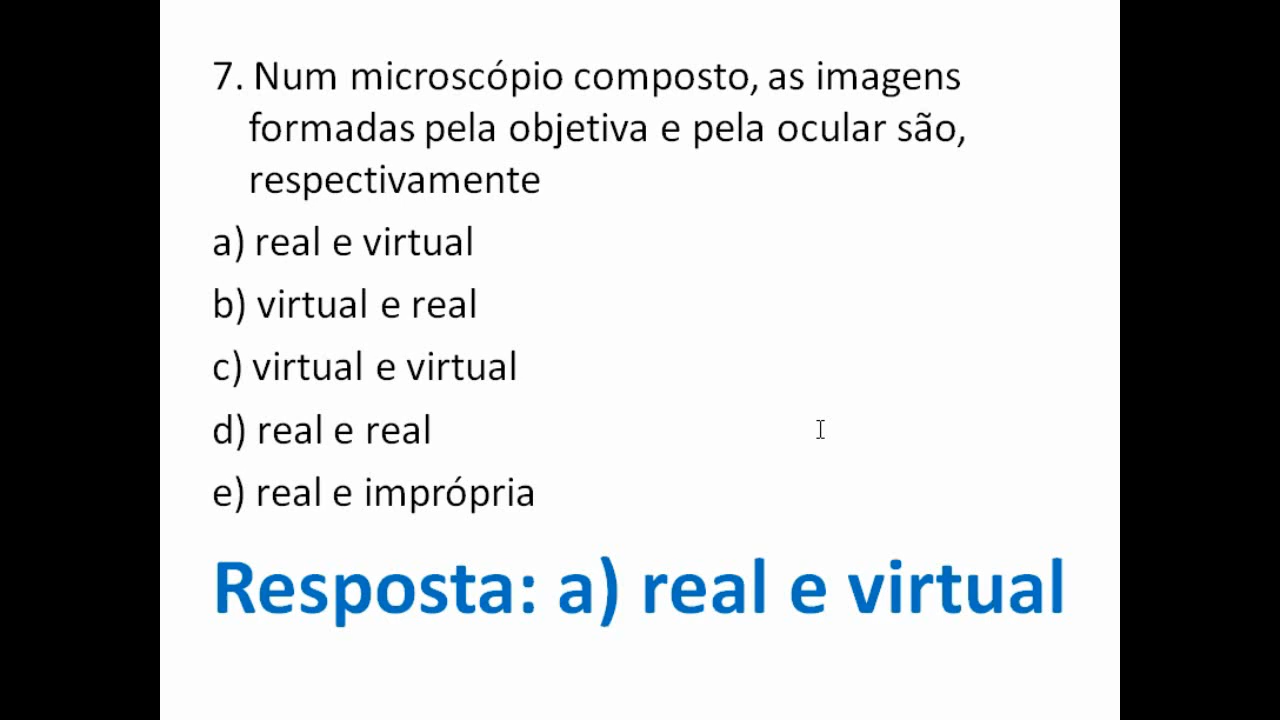 7. Num microscópio composto, as imagens
formadas pela objetiva e pela ocular são,
respectivamente
a) real e virtual
b) virtual e real
c) virtual e virtual
d) real e real
e) real e imprópria
Resposta: a) real e virtual